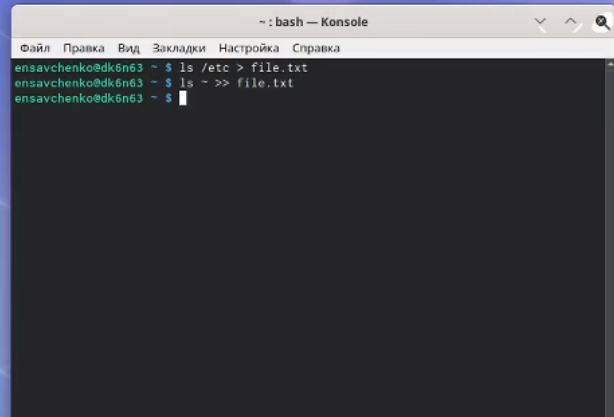 ~ : bash — Konsole
Файл Правка Вид Закладки Настройка Справка
ensavchenko@dk6n63 ~ $ ls /etc > file.txt
ensavchenko@dk6n63 ~ $ ls ~ >> file.txt
ensavchenko@dk6n63 ~ $